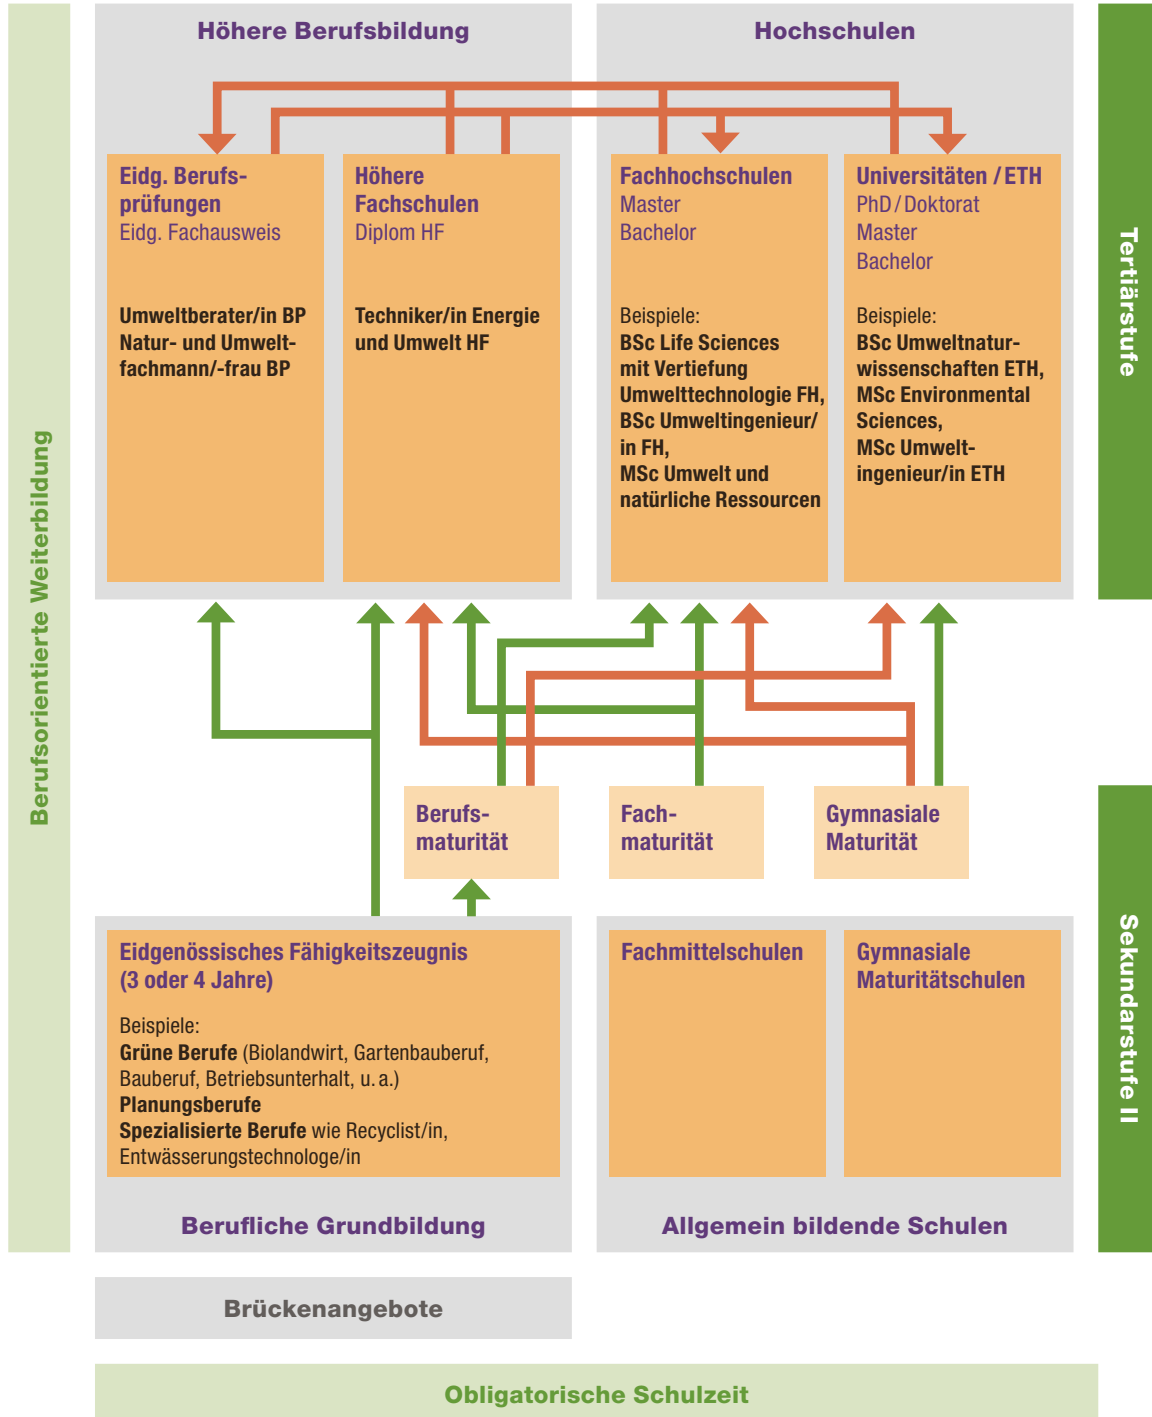 Höhere Berufsbildung
Hochschulen
Eidg. Berufs-
prüfungen
Eidg. Fachausweis
Umweltberater/in BP
Natur- und Umwelt-
fachmann/-frau BP
Höhere
Fachschulen
Diplom HF
Techniker/in Energie
und Umwelt HF
Fachhochschulen
Master
Bachelor
Beispiele:
BSc Life Sciences
mit Vertiefung
Umwelttechnologie FH,
BSc Umweltingenieur/
in FH,
MSc Umwelt und
natürliche Ressourcen
Universitäten / ETH
PhD / Doktorat
Master
Bachelor
Beispiele:
BSc Umweltnatur-
wissenschaften ETH,
MSc Environmental
Sciences,
MSc Umwelt-
ingenieur/in ETH
Tertiärstufe
Berufsorientierte Weiterbildung
Berufs-
maturität
Fach-
maturität
Gymnasiale
Maturität
Eidgenössisches Fähigkeitszeugnis
(3 oder 4 Jahre)
Beispiele:
Grüne Berufe (Biolandwirt, Gartenbauberuf,
Bauberuf, Betriebsunterhalt, u. a.)
Planungsberufe
Spezialisierte Berufe wie Recyclist/in,
Entwässerungstechnologe/in
Fachmittelschulen
Gymnasiale
Maturitätschulen
Sekundarstufe II
Berufliche Grundbildung
Allgemein bildende Schulen
Brückenangebote
Obligatorische Schulzeit